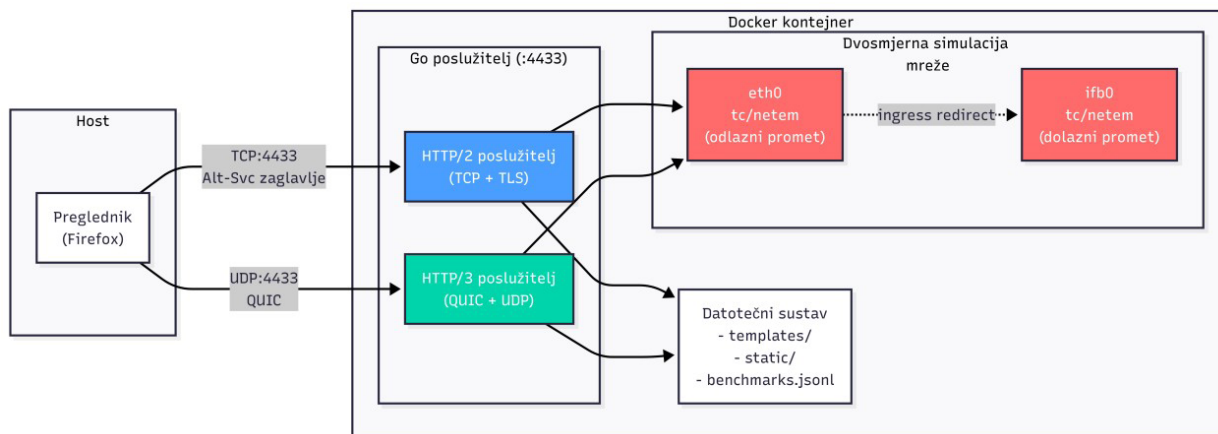 Docker kontejner
Go poslužitelj (:4433)
Dvosmjerna simulacija
mreže
Host
eth0
tc/netem
(odlazni promet)
ingress redirect
ifb0
tc/netem
(dolazni promet)
TCP:4433
Alt-Svc zaglavlje
HTTP/2 poslužitelj
(TCP + TLS)
Preglednik
(Firefox)
UDP:4433
QUIC
HTTP/3 poslužitelj
(QUIC + UDP)
Datotečni sustav
- templates/
- static/
- benchmarks.jsonl